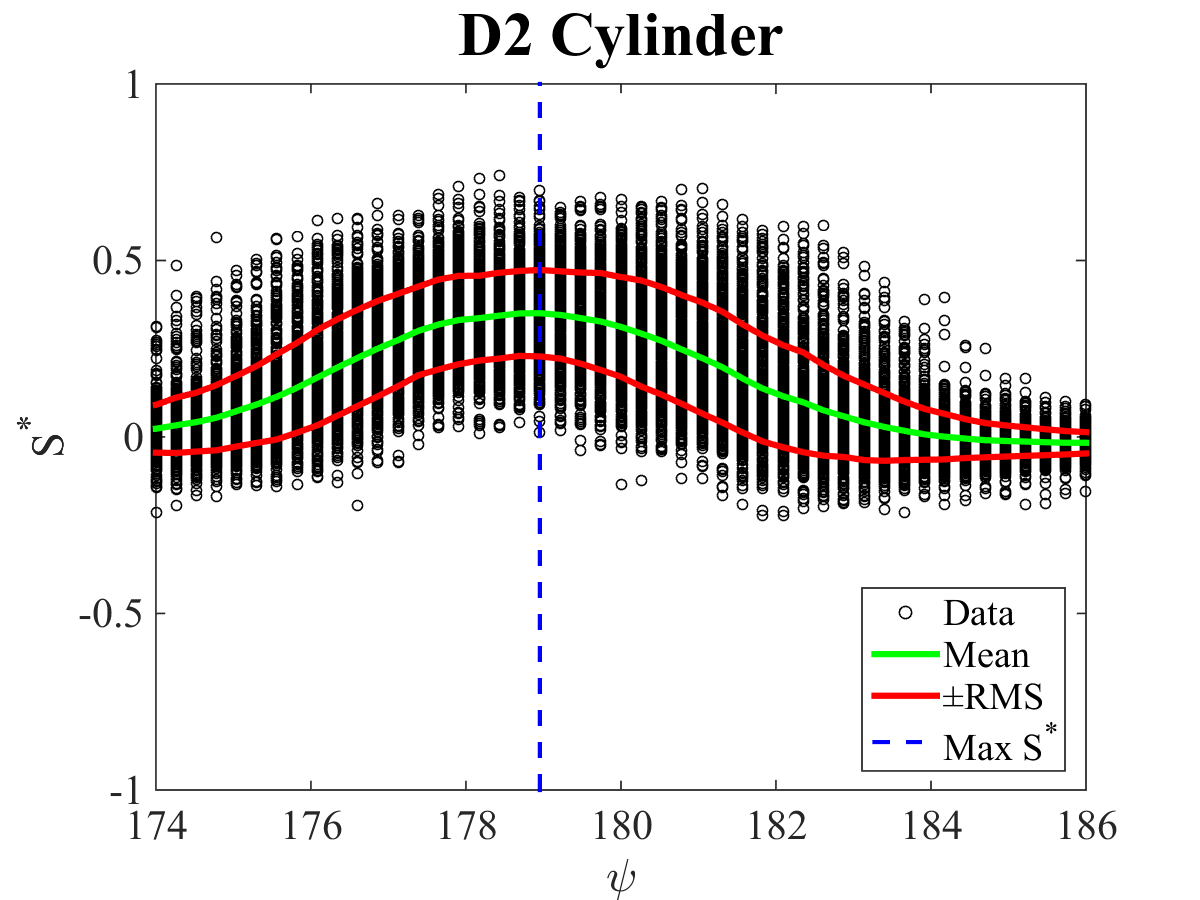 D2 Cylinder
1
0.5
0
-0.5
-1
S*
174 176 178 180 182 184 186
ψ
Data
Mean
±RMS
Max S*